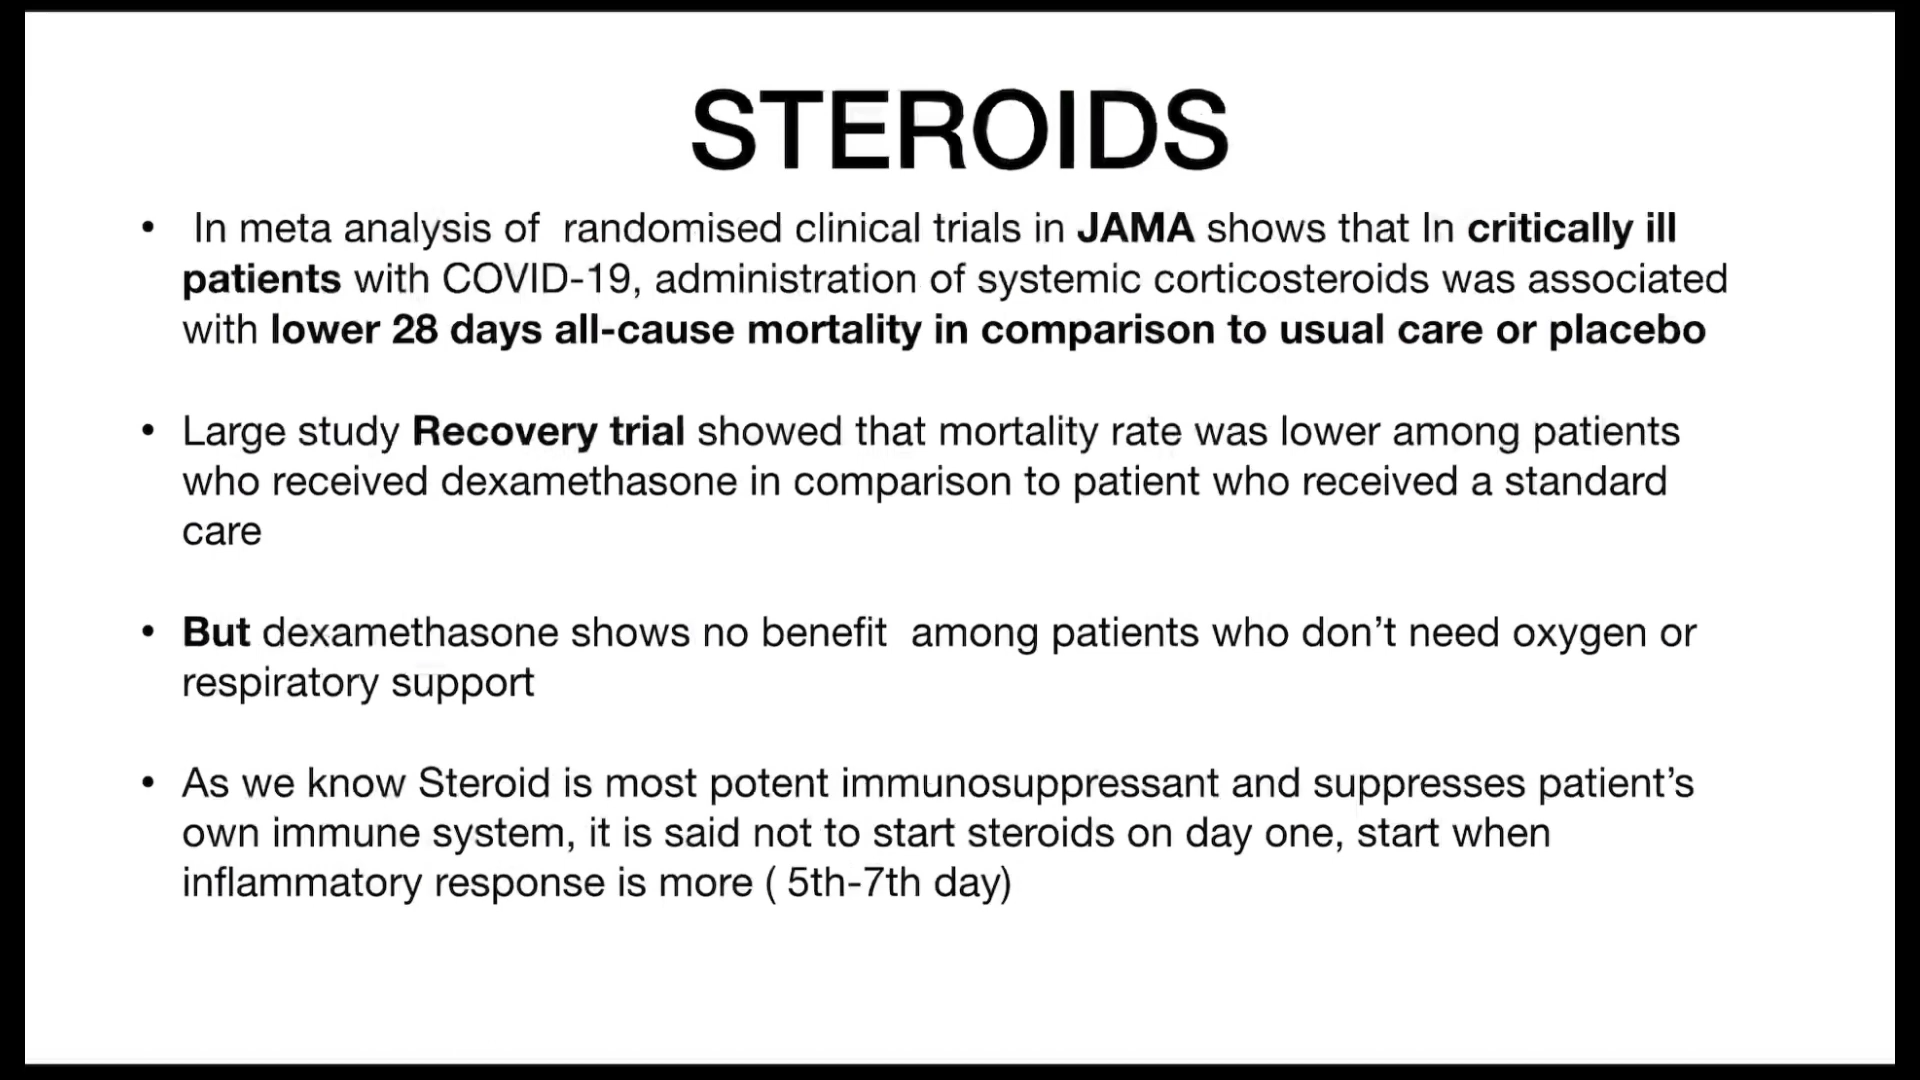 STEROIDS
• In meta analysis of randomised clinical trials in JAMA shows that In critically ill
patients with COVID-19, administration of systemic corticosteroids was associated
with lower 28 days all-cause mortality in comparison to usual care or placebo
• Large study Recovery trial showed that mortality rate was lower among patients
who received dexamethasone in comparison to patient who received a standard
care
• But dexamethasone shows no benefit among patients who don’t need oxygen or
respiratory support
• As we know Steroid is most potent immunosuppressant and suppresses patient’s
own immune system, it is said not to start steroids on day one, start when
inflammatory response is more ( 5th-7th day)